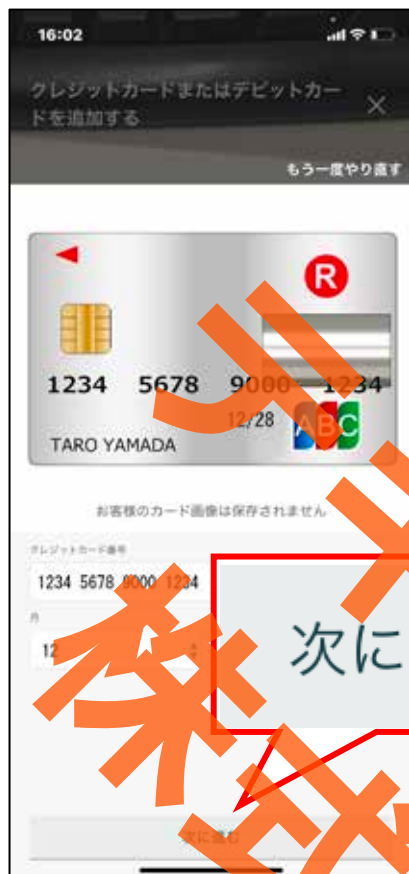 16:02
クレジットカードまたはデビットカー
ドを追加する
もう一度やり直す
R
1234 5678 9000 1234
12/28
ABC
TARO YAMADA
お客様のカード画像は保存されません
クレジットカード番号
1234 5678 9000 1234
月
12
次に
次に進む
株式